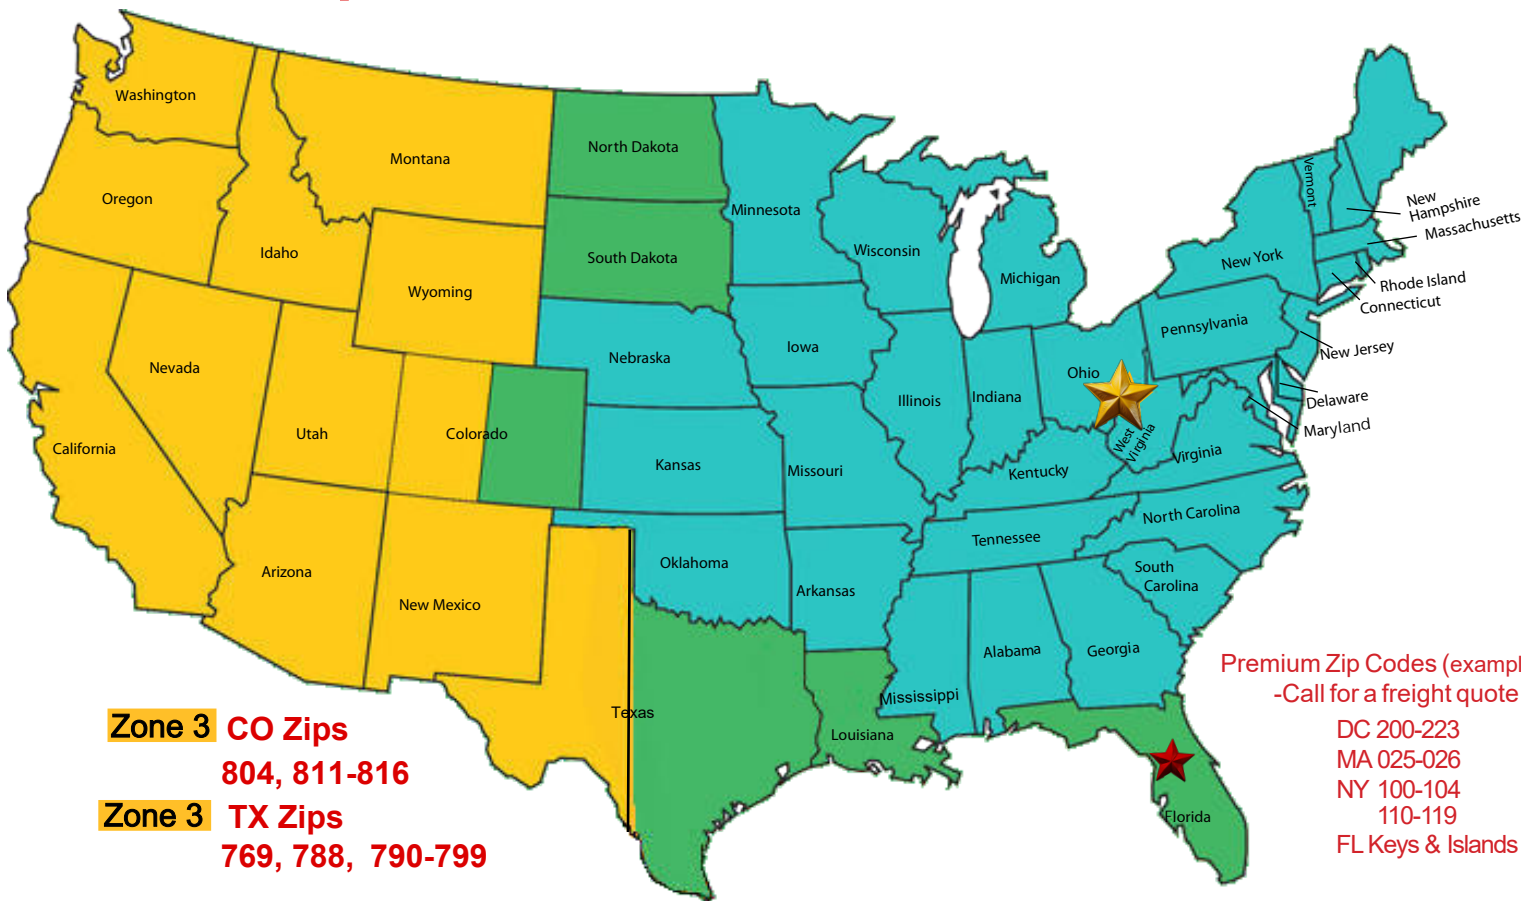 Washington
Montana
North Dakota
Minnesota
Oregon
Idaho
Wyoming
South Dakota
Wisconsin
Michigan
New York
Vermont
New
Hampshire
Massachusetts
Rhode Island
Connecticut
Pennsylvania
New Jersey
Nebraska
Iowa
Nevada
Utah
Colorado
California
Kansas
Missouri
Illinois
Indiana
Ohio
West
Virginia
Virginia
Delaware
Maryland
Kentucky
North Carolina
Tennessee
South
Carolina
Arizona
New Mexico
Oklahoma
Arkansas
Texas
Louisiana
Mississippi
Alabama
Georgia
Florida
Zone 3 CO Zips
804, 811-816
Zone 3 TX Zips
769, 788, 790-799
Premium Zip Codes (exampl
-Call for a freight quote
DC 200-223
MA 025-026
NY 100-104
110-119
FL Keys & Islands